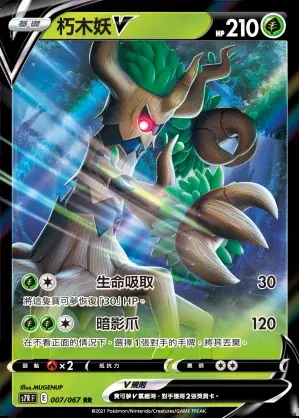 基礎 朽木妖V HP210
生命吸取 30
將這隻寶可夢恢復「30」HP。
暗影爪 120
在不看正面的情況下，選擇1張對手的手牌，將其丟棄。
弱點 ×2 抵抗力 撤退
V規則
寶可夢V氣絕時，對手獲得2張獎賞卡。
Illus.MUGENUP
s7R F E 007/067 RR
©2021 Pokémon/Nintendo/Creatures/GAME FREAK.